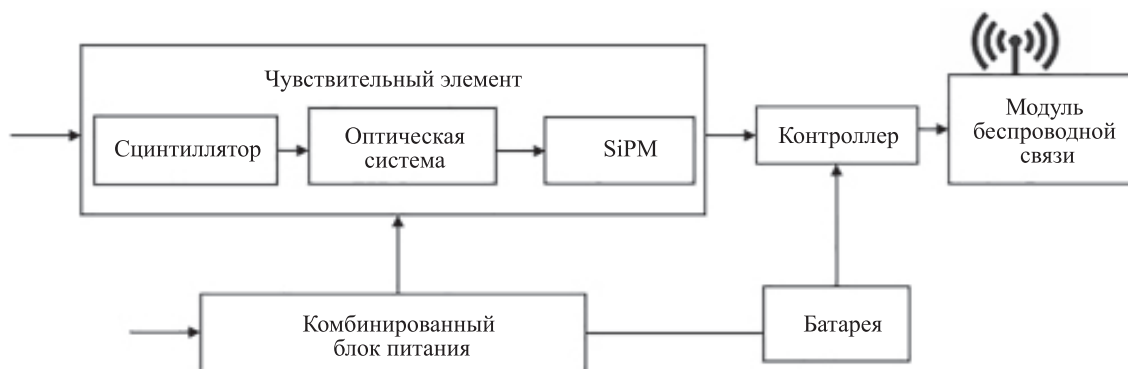 Чувствительный элемент
Сцинтиллятор
Оптическая
система
SiPM
Контроллер
Модуль
беспроводной
связи
Комбинированный
блок питания
Батарея